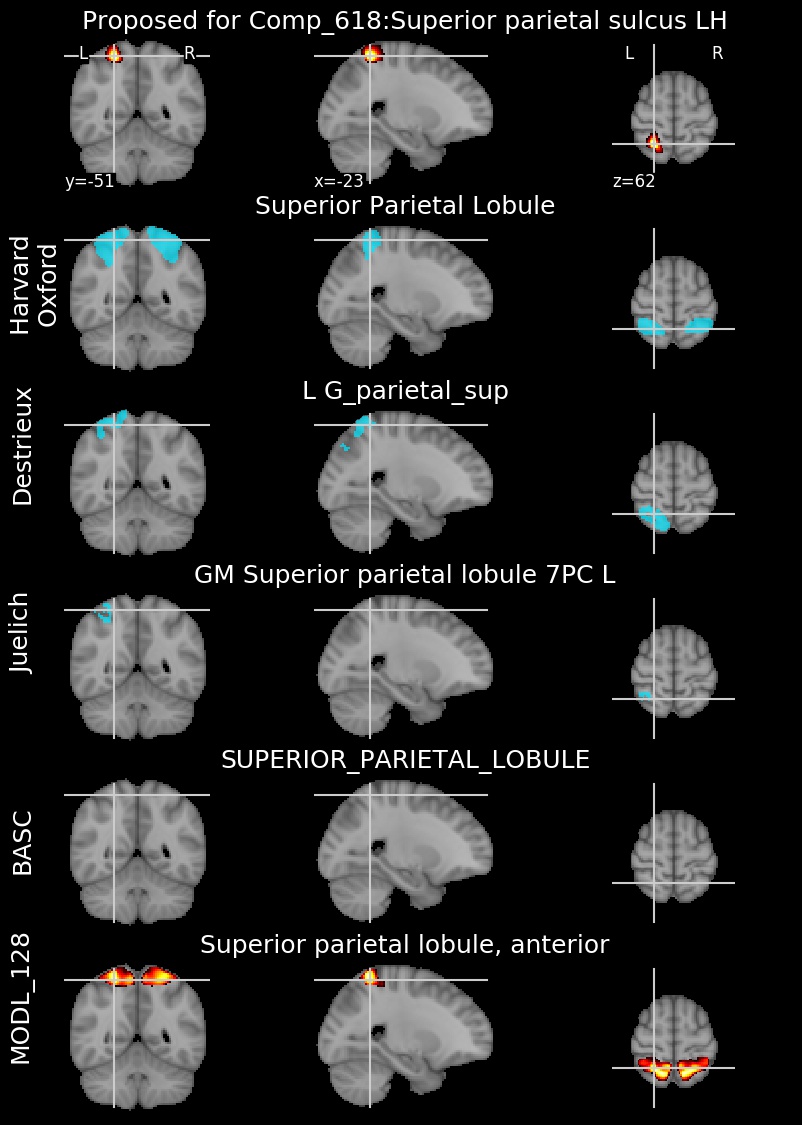 Proposed for Comp_618:Superior parietal sulcus LH
L R L R
y=-51 x=-23 z=62
Superior Parietal Lobule
Harvard
Oxford
L G_parietal_sup
Destrieux
GM Superior parietal lobule 7PC L
Juelich
SUPERIOR_PARIETAL_LOBULE
BASC
Superior parietal lobule, anterior
MODL_128